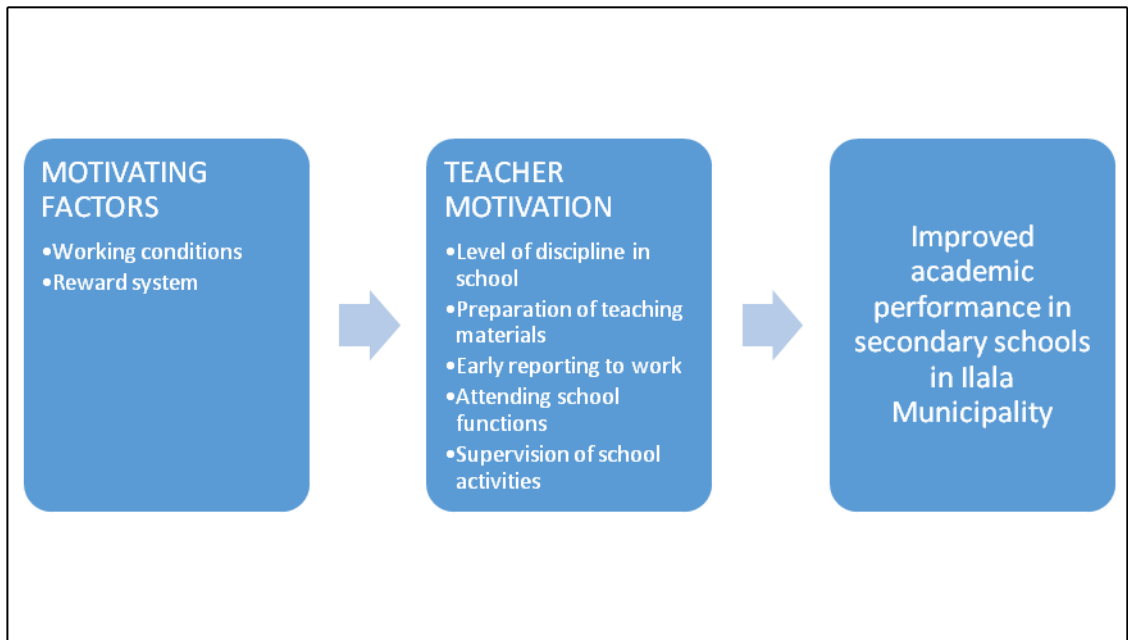 MOTIVATING
FACTORS
•Working conditions
•Reward system
TEACHER
MOTIVATION
•Level of discipline in
school
•Preparation of teaching
materials
•Early reporting to work
•Attending school
functions
•Supervision of school
activities
Improved
academic
performance in
secondary schools
in Ilala
Municipality